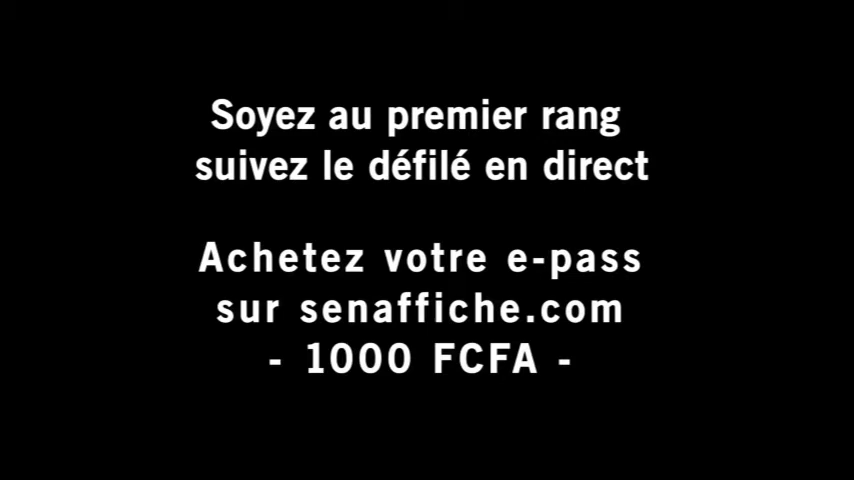 Soyez au premier rang
suivez le défilé en direct
Achetez votre e-pass
sur senaffiche.com
- 1000 FCFA -